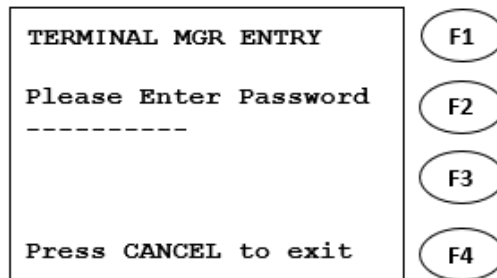 TERMINAL MGR ENTRY
F1
Please Enter Password
----------
F2
F3
Press CANCEL to exit
F4